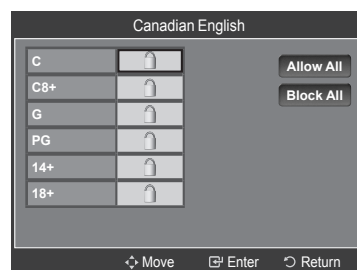 Canadian English
C
Allow All
C8+
Block All
G
PG
14+
18+
Move Enter Return